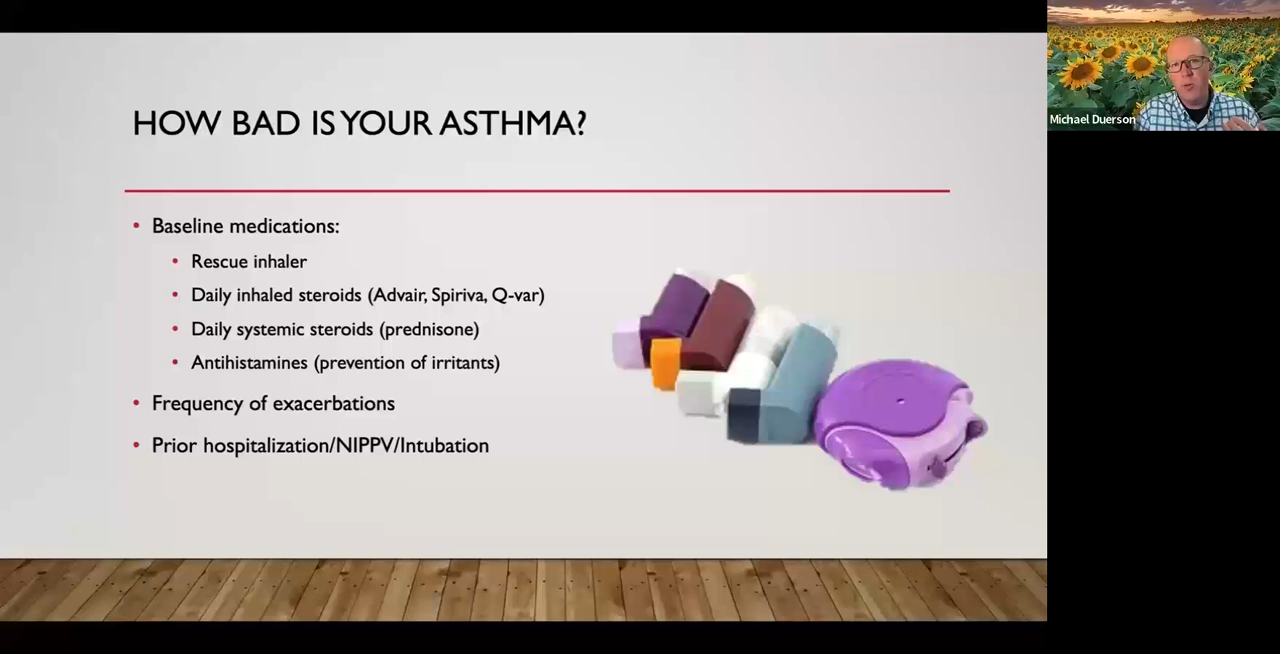 HOW BAD IS YOUR ASTHMA?
• Baseline medications:
• Rescue inhaler
• Daily inhaled steroids (Advair, Spiriva, Q-var)
• Daily systemic steroids (prednisone)
• Antihistamines (prevention of irritants)
• Frequency of exacerbations
• Prior hospitalization/NIPPV/Intubation
Michael Duerson